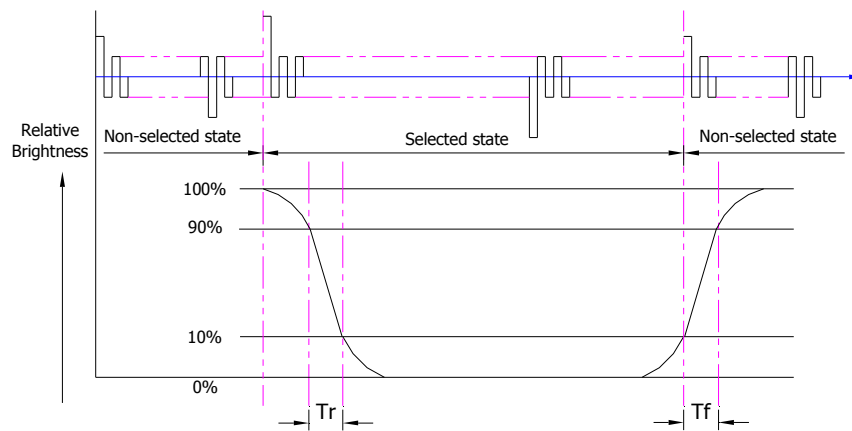 Relative
Brightness
Non-selected state
Selected state
Non-selected state
100%
90%
10%
0%
Tr
Tf